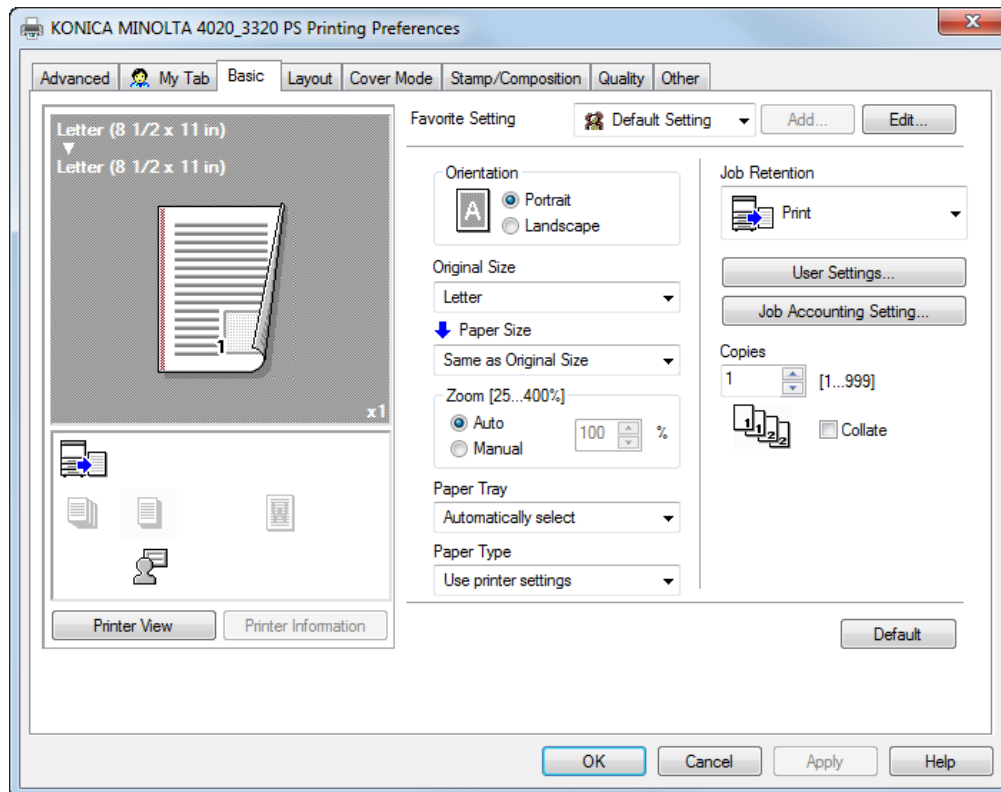 KONICA MINOLTA 4020_3320 PS Printing Preferences
Advanced
My Tab
Basic
Layout
Cover Mode
Stamp/Composition
Quality
Other
Letter (8 1/2 x 11 in)
Letter (8 1/2 x 11 in)
1
x1
Printer View
Printer Information
Favorite Setting
Default Setting
Add...
Edit...
Orientation
A
Portrait
Landscape
Original Size
Letter
Paper Size
Same as Original Size
Zoom [25...400%]
Auto
Manual
100
%
Paper Tray
Automatically select
Paper Type
Use printer settings
Job Retention
Print
User Settings...
Job Accounting Setting...
Copies
1
[1...999]
1 1 2 2
Collate
Default
OK
Cancel
Apply
Help